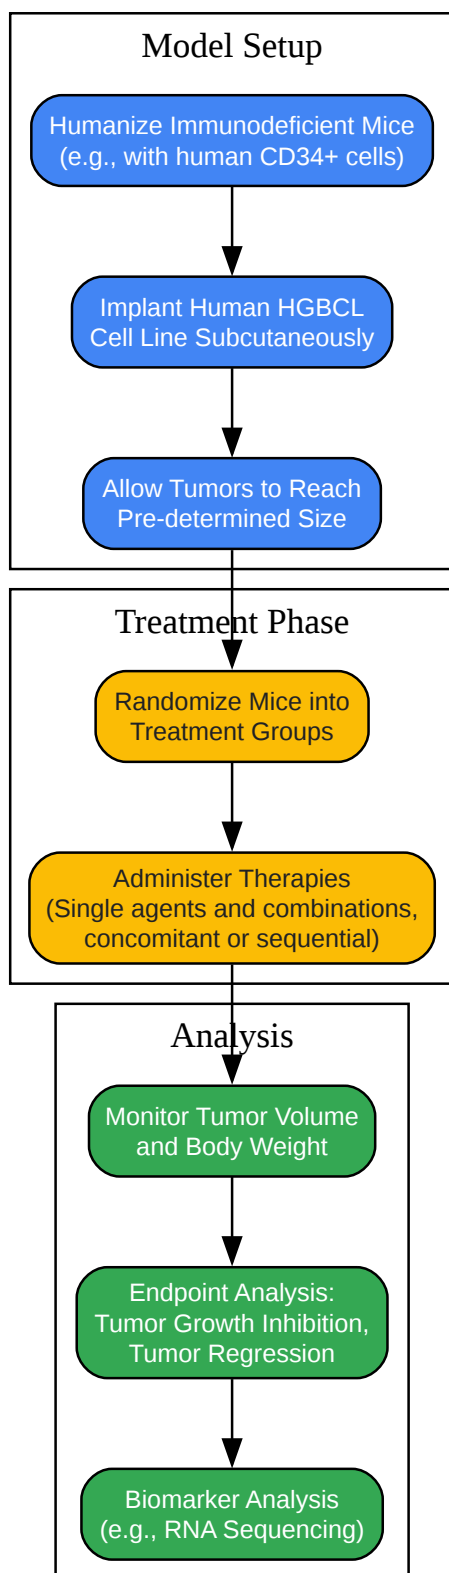 Model Setup
Humanize Immunodeficient Mice
(e.g., with human CD34+ cells)
Implant Human HGBCL
Cell Line Subcutaneously
Allow Tumors to Reach
Pre-determined Size
Treatment Phase
Randomize Mice into
Treatment Groups
Administer Therapies
(Single agents and combinations,
concomitant or sequential)
Analysis
Monitor Tumor Volume
and Body Weight
Endpoint Analysis:
Tumor Growth Inhibition,
Tumor Regression
Biomarker Analysis
(e.g., RNA Sequencing)